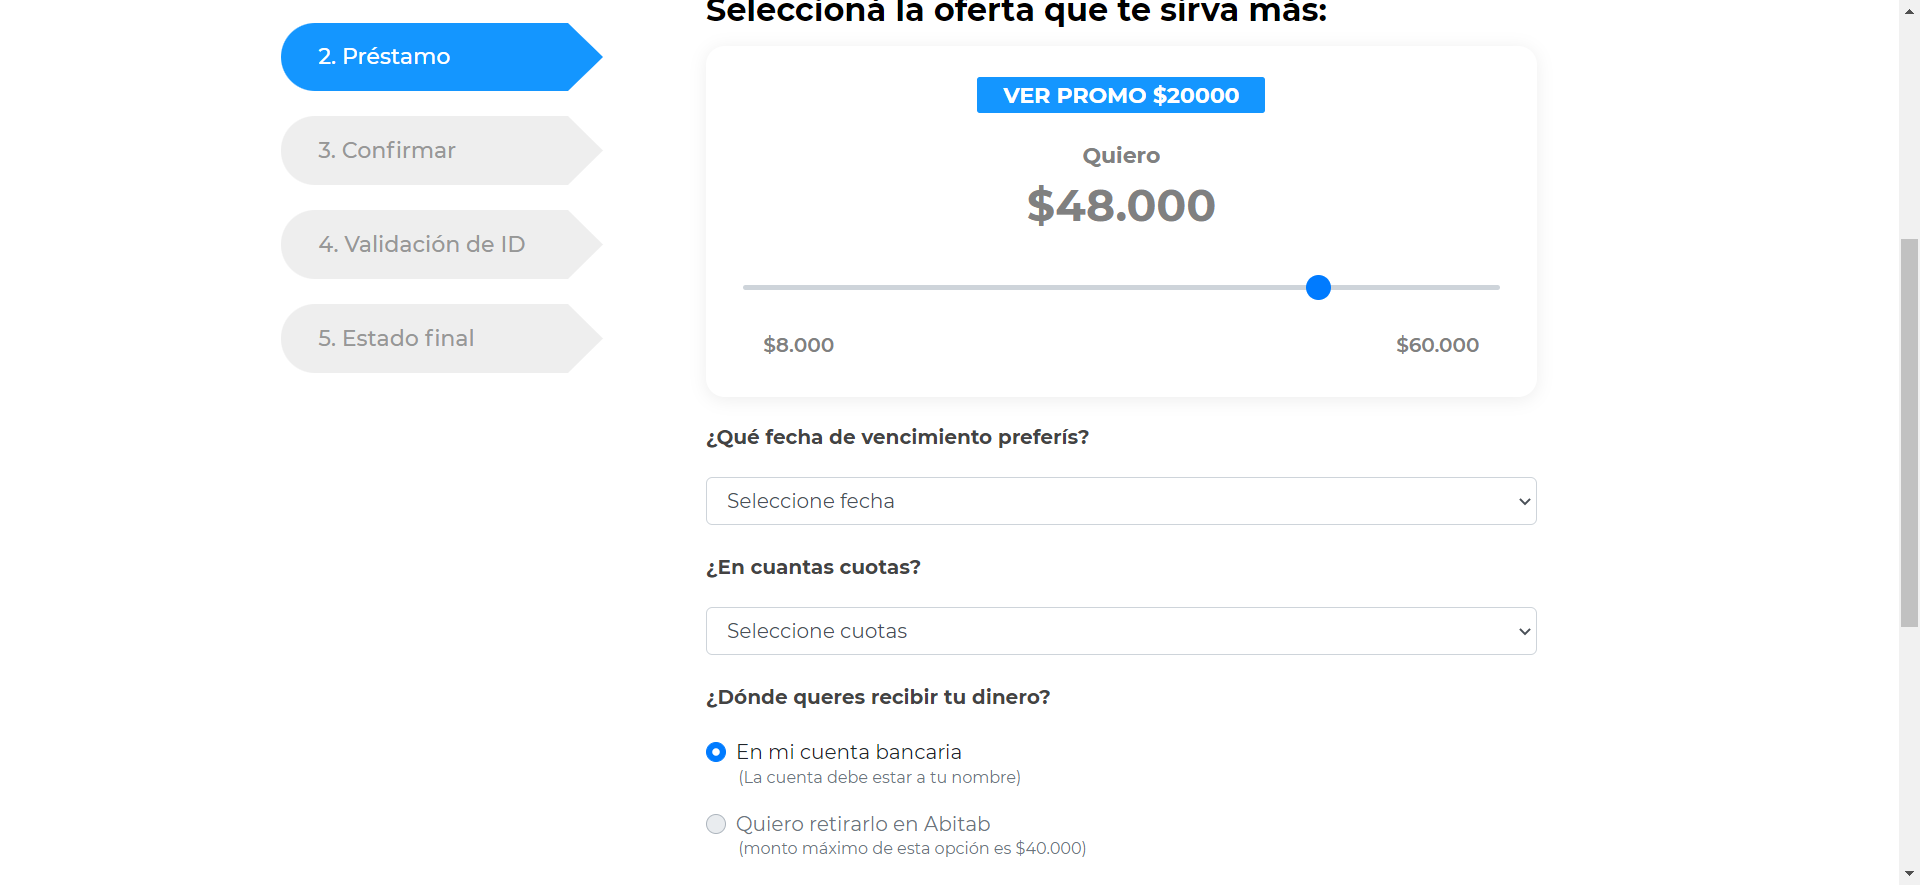 Seleccioná la oferta que te sirva más:
2. Préstamo
3. Confirmar
4. Validación de ID
5. Estado final
VER PROMO $20000
Quiero
$48.000
$8.000
$60.000
¿Qué fecha de vencimiento preferís?
Seleccione fecha
¿En cuantas cuotas?
Seleccione cuotas
¿Dónde queres recibir tu dinero?
En mi cuenta bancaria
(La cuenta debe estar a tu nombre)
Quiero retirarlo en Abitab
(monto máximo de esta opción es $40.000)